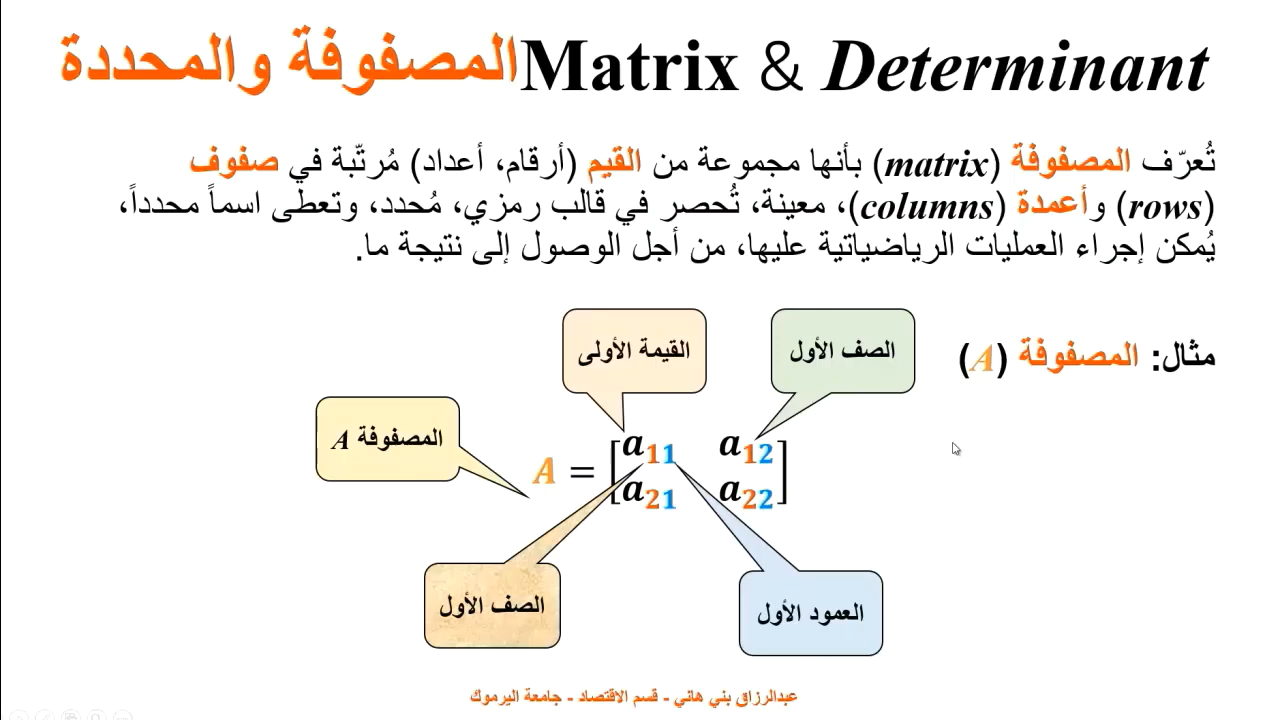 Matrix & Determinant المصفوفة والمحددة
تُعرّف المصفوفة (matrix) بأنها مجموعة من القيم (أرقام، أعداد) مُرتّبة في صفوف
(rows) وأعمدة (columns)، معينة، تُحصر في قالب رمزي، مُحدد، وتعطى اسماً محدداً،
يُمكن إجراء العمليات الرياضياتية عليها، من أجل الوصول إلى نتيجة ما.
مثال: المصفوفة (A)
الصف الأول
القيمة الأولى
المصفوفة A
A = [a11 a12
a21 a22]
الصف الأول
العمود الأول
عبدالرزاق بني هاني - قسم الاقتصاد - جامعة اليرموك